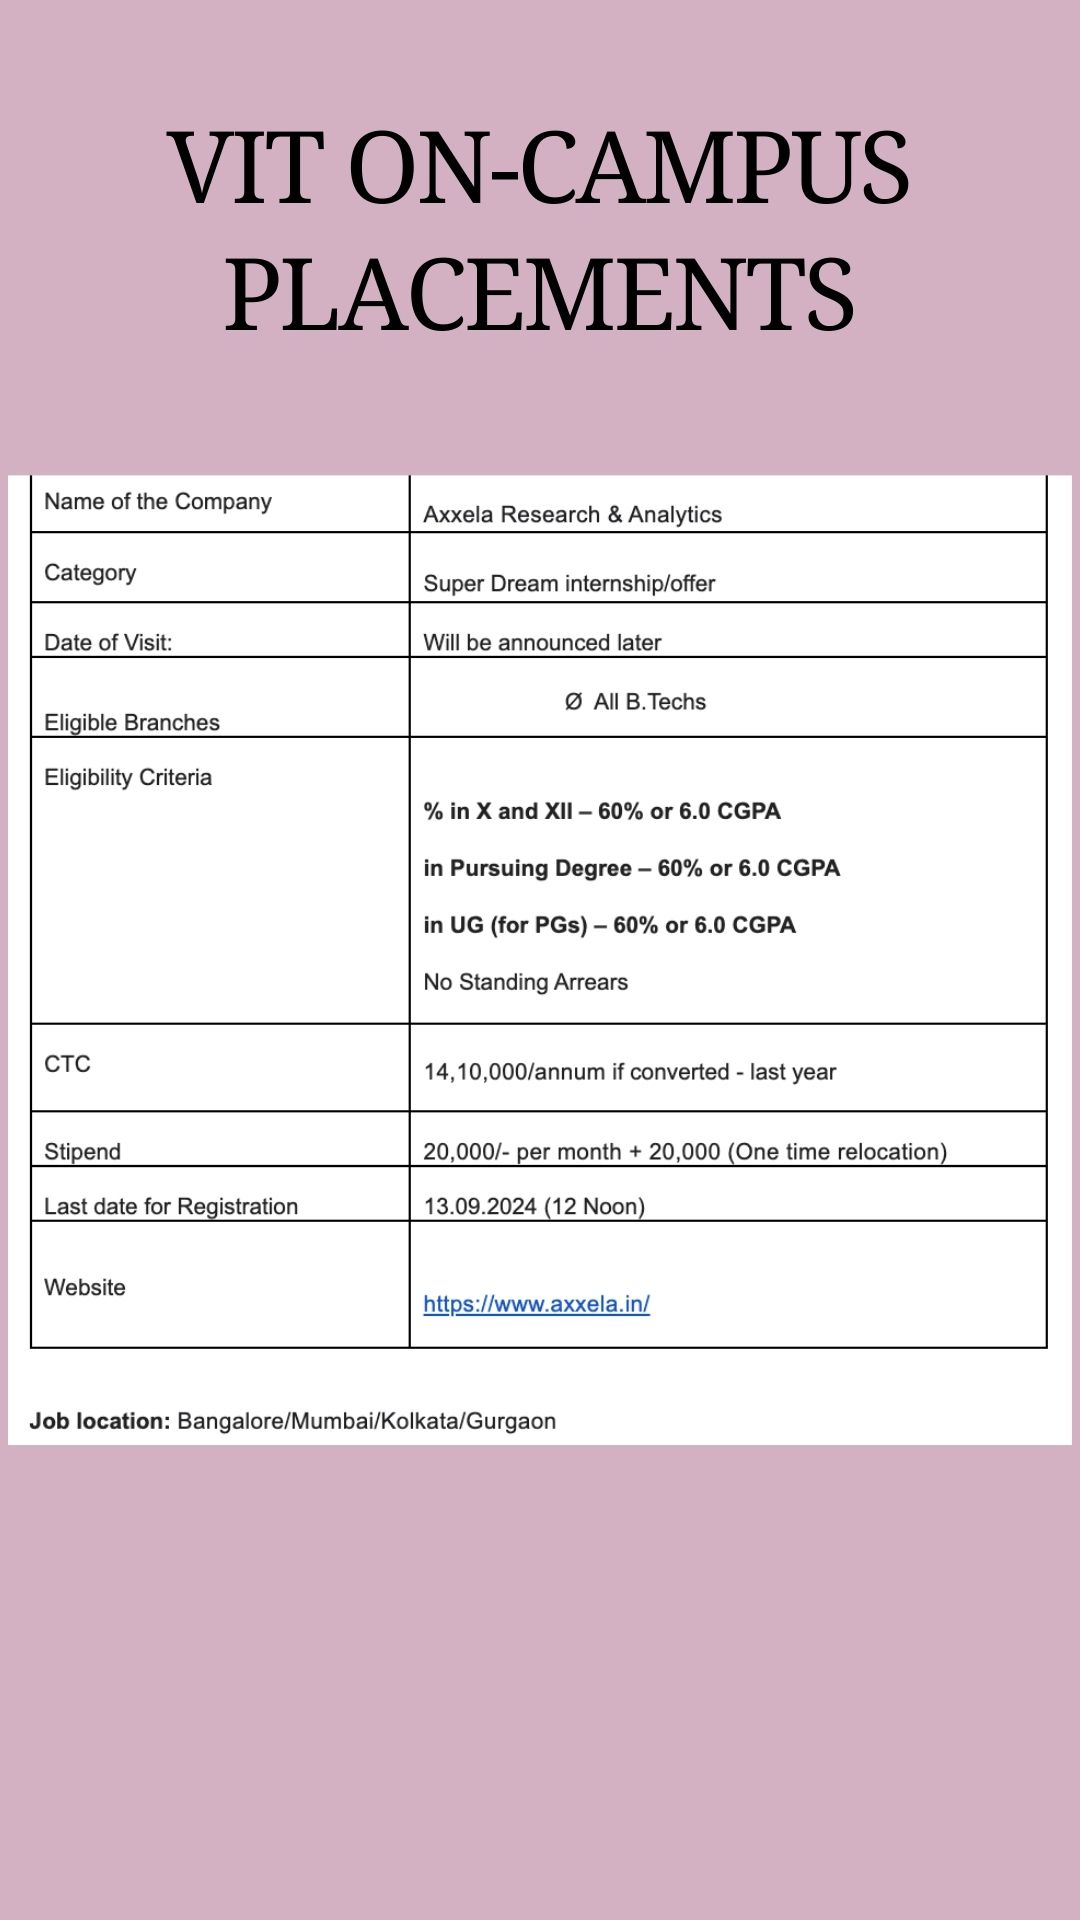 VIT ON-CAMPUS
PLACEMENTS
Name of the Company
Axxela Research & Analytics
Category
Super Dream internship/offer
Date of Visit:
Will be announced later
Eligible Branches
Ø All B.Techs
Eligibility Criteria
% in X and XII – 60% or 6.0 CGPA
in Pursuing Degree – 60% or 6.0 CGPA
in UG (for PGs) – 60% or 6.0 CGPA
No Standing Arrears
CTC
14,10,000/annum if converted - last year
Stipend
20,000/- per month + 20,000 (One time relocation)
Last date for Registration
13.09.2024 (12 Noon)
Website
https://www.axxela.in/
Job location: Bangalore/Mumbai/Kolkata/Gurgaon